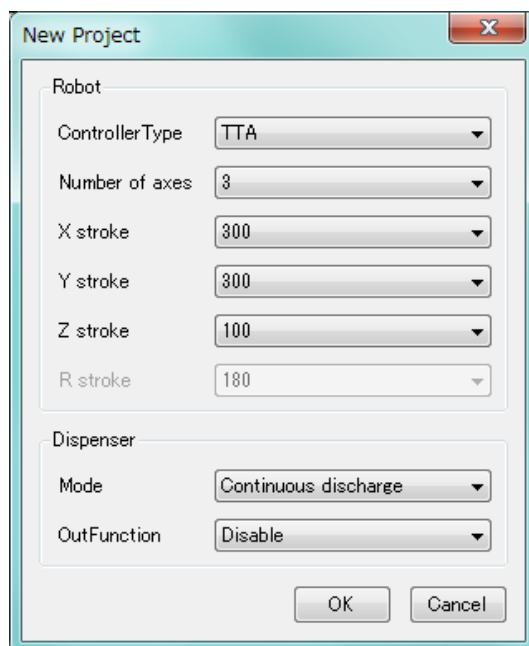 New Project
Robot
ControllerType TTA
Number of axes 3
X stroke 300
Y stroke 300
Z stroke 100
R stroke 180
Dispenser
Mode Continuous discharge
OutFunction Disable
OK Cancel